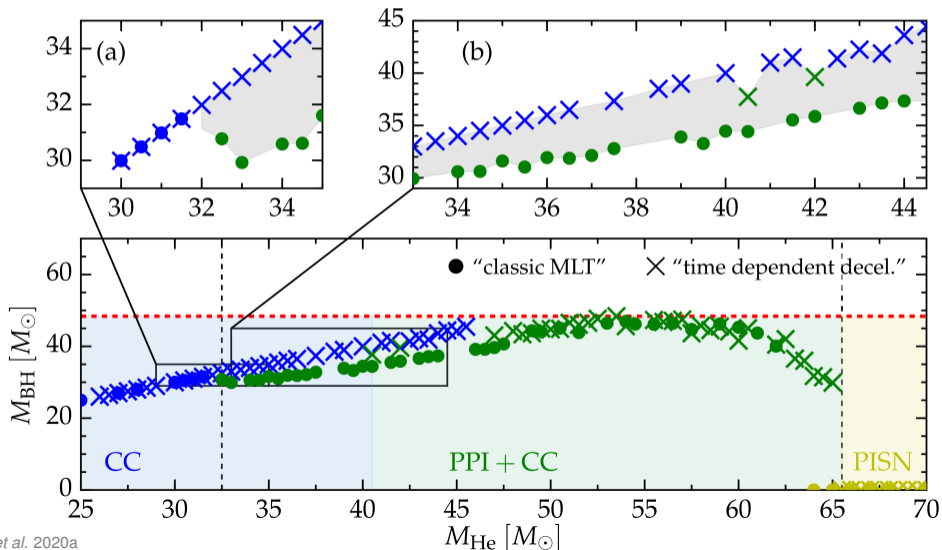 (a)
(b)
34
32
30
30 32 34
45
40
35
30
34 36 38 40 42 44
"classic MLT" "time dependent decel."
60
40
20
0
M_BH [M_⊙]
CC PPI + CC PISN
25 30 35 40 45 50 55 60 65 70
M_He [M_⊙]
et al. 2020a